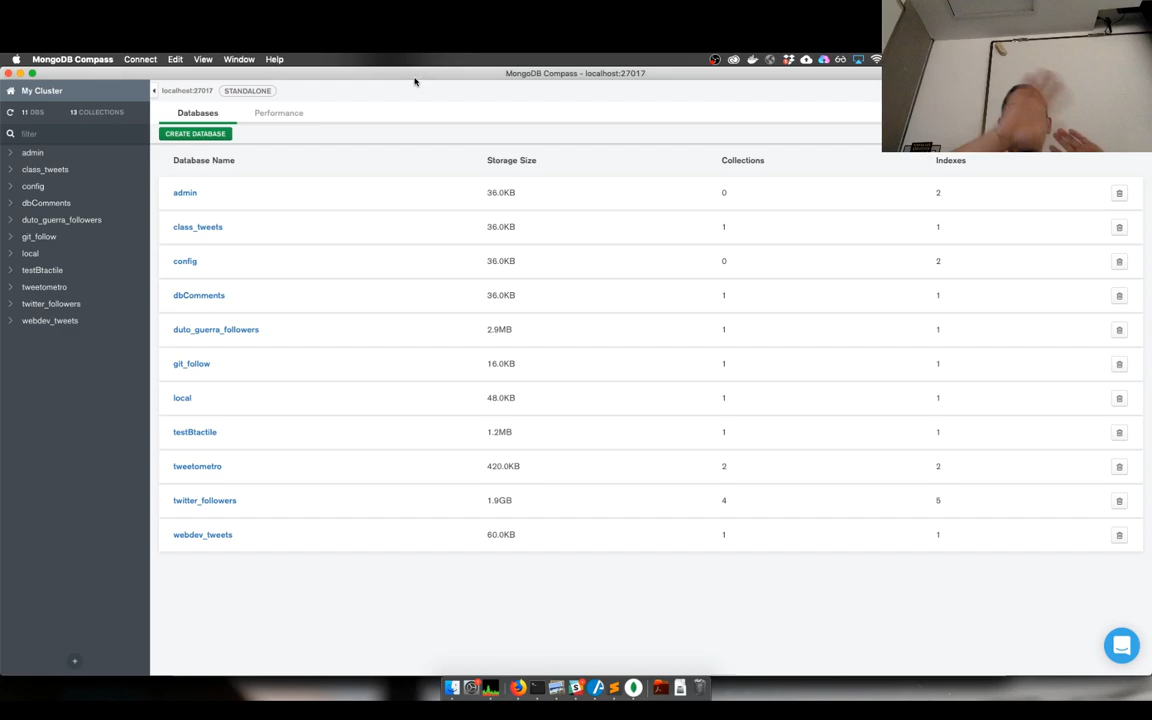 MongoDB Compass Connect Edit View Window Help
MongoDB Compass - localhost:27017
My Cluster
localhost:27017 STANDALONE
11 DBS 13 COLLECTIONS
filter
admin
class_tweets
config
dbComments
duto_guerra_followers
git_follow
local
testBtactile
tweetometro
twitter_followers
webdev_tweets
Databases Performance
CREATE DATABASE
Database Name Storage Size Collections Indexes
admin 36.0KB 0 2
class_tweets 36.0KB 1 1
config 36.0KB 0 2
dbComments 36.0KB 1 1
duto_guerra_followers 2.9MB 1 1
git_follow 16.0KB 1 1
local 48.0KB 1 1
testBtactile 1.2MB 1 1
tweetometro 420.0KB 2 2
twitter_followers 1.9GB 4 5
webdev_tweets 60.0KB 1 1